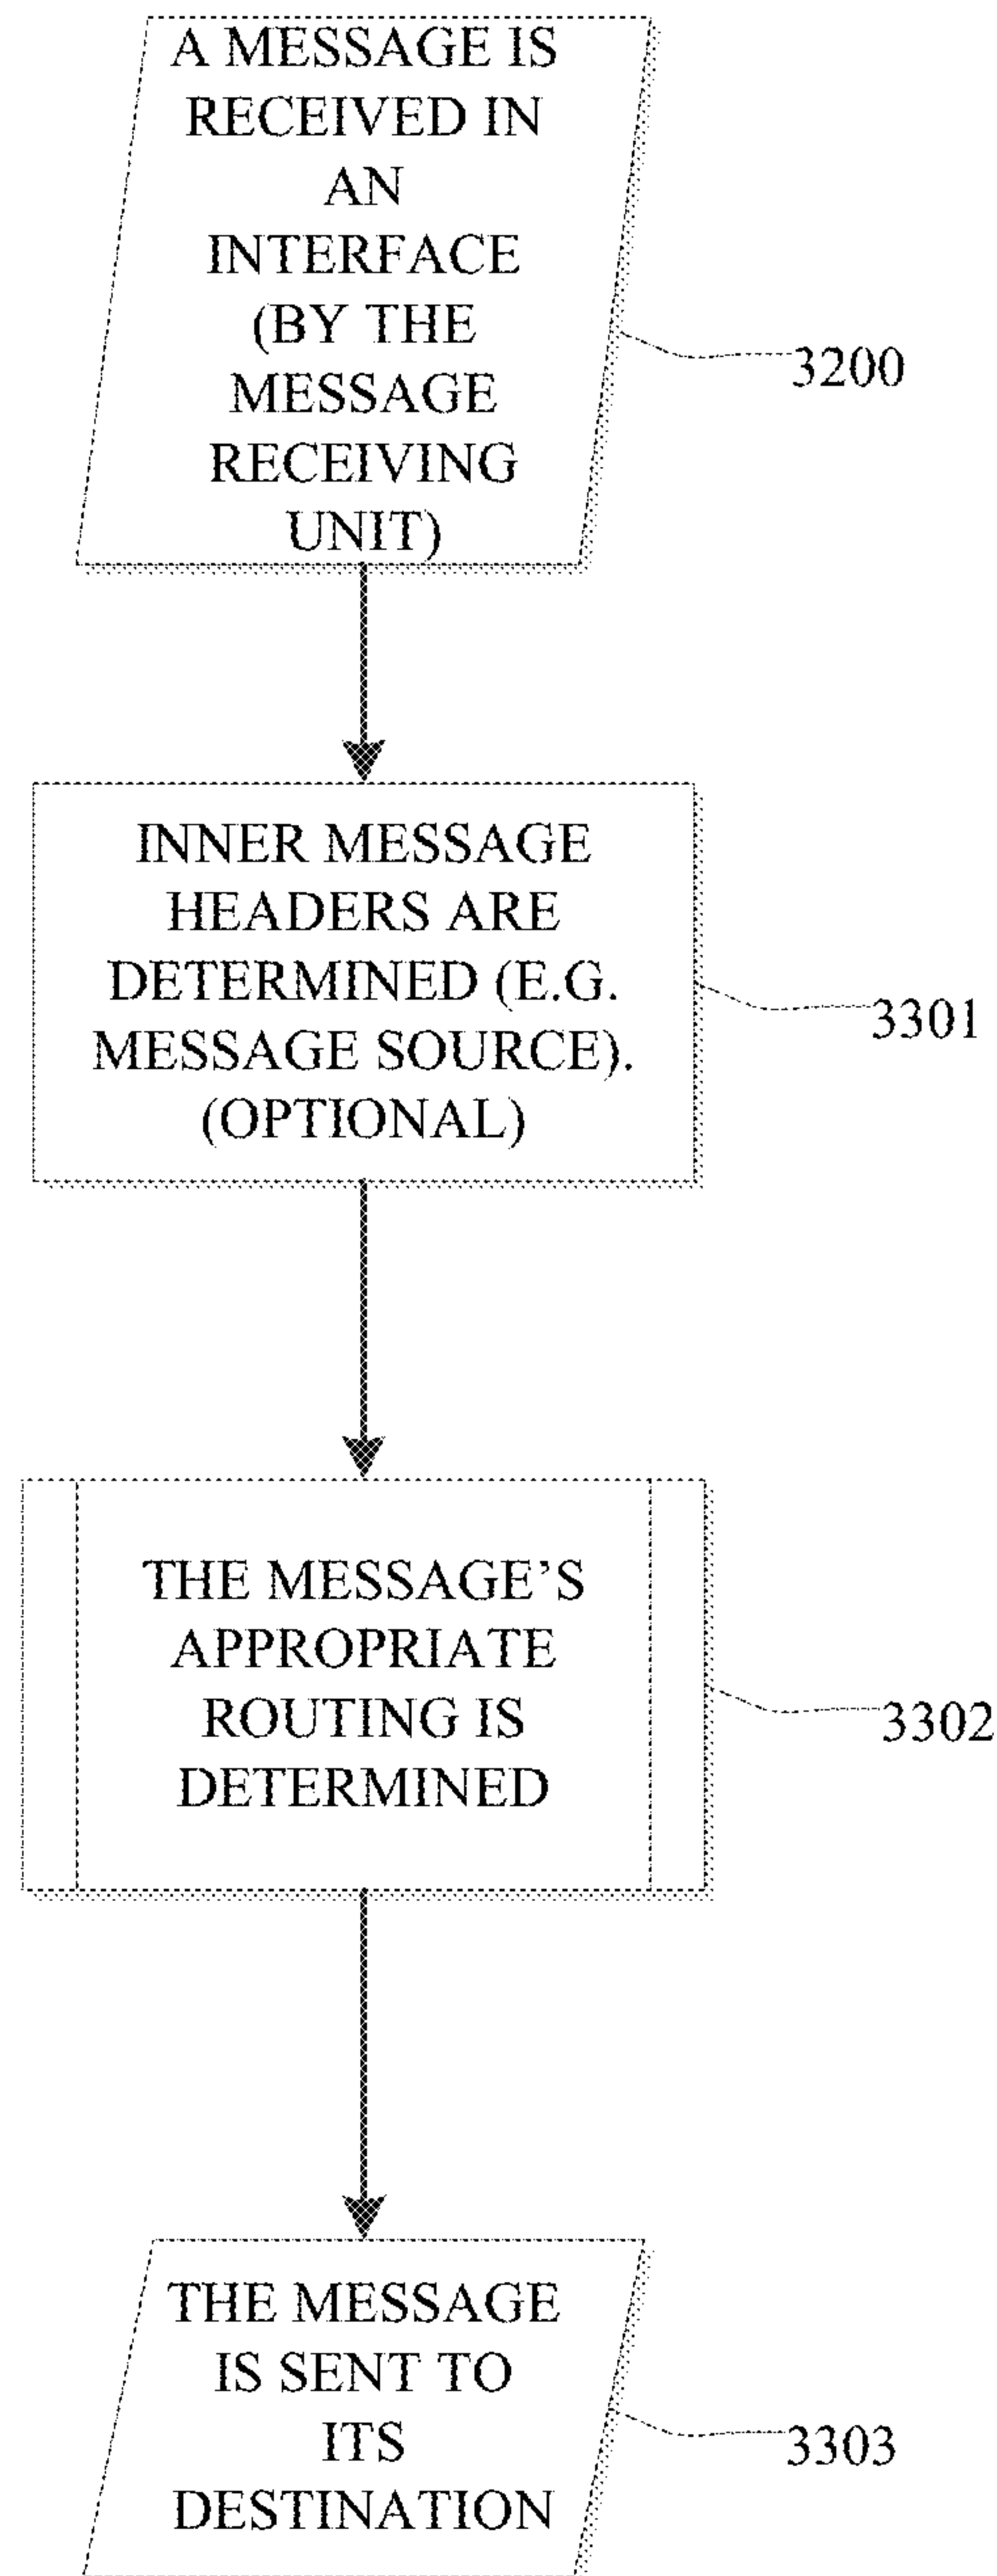 A MESSAGE IS
RECEIVED IN
AN
INTERFACE
(BY THE
MESSAGE
RECEIVING
UNIT)
3200
INNER MESSAGE
HEADERS ARE
DETERMINED (E.G.
MESSAGE SOURCE).
(OPTIONAL)
3301
THE MESSAGE’S
APPROPRIATE
ROUTING IS
DETERMINED
3302
THE MESSAGE
IS SENT TO
ITS
DESTINATION
3303